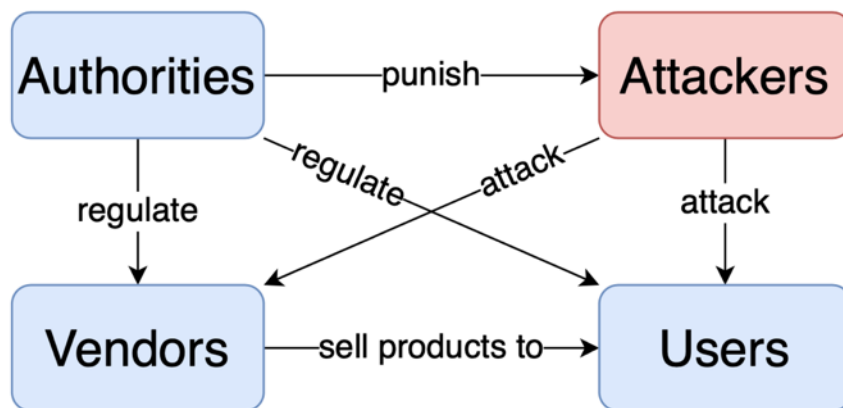 Authorities
punish
Attackers
regulate
attack
regulate
attack
Vendors
sell products to
Users